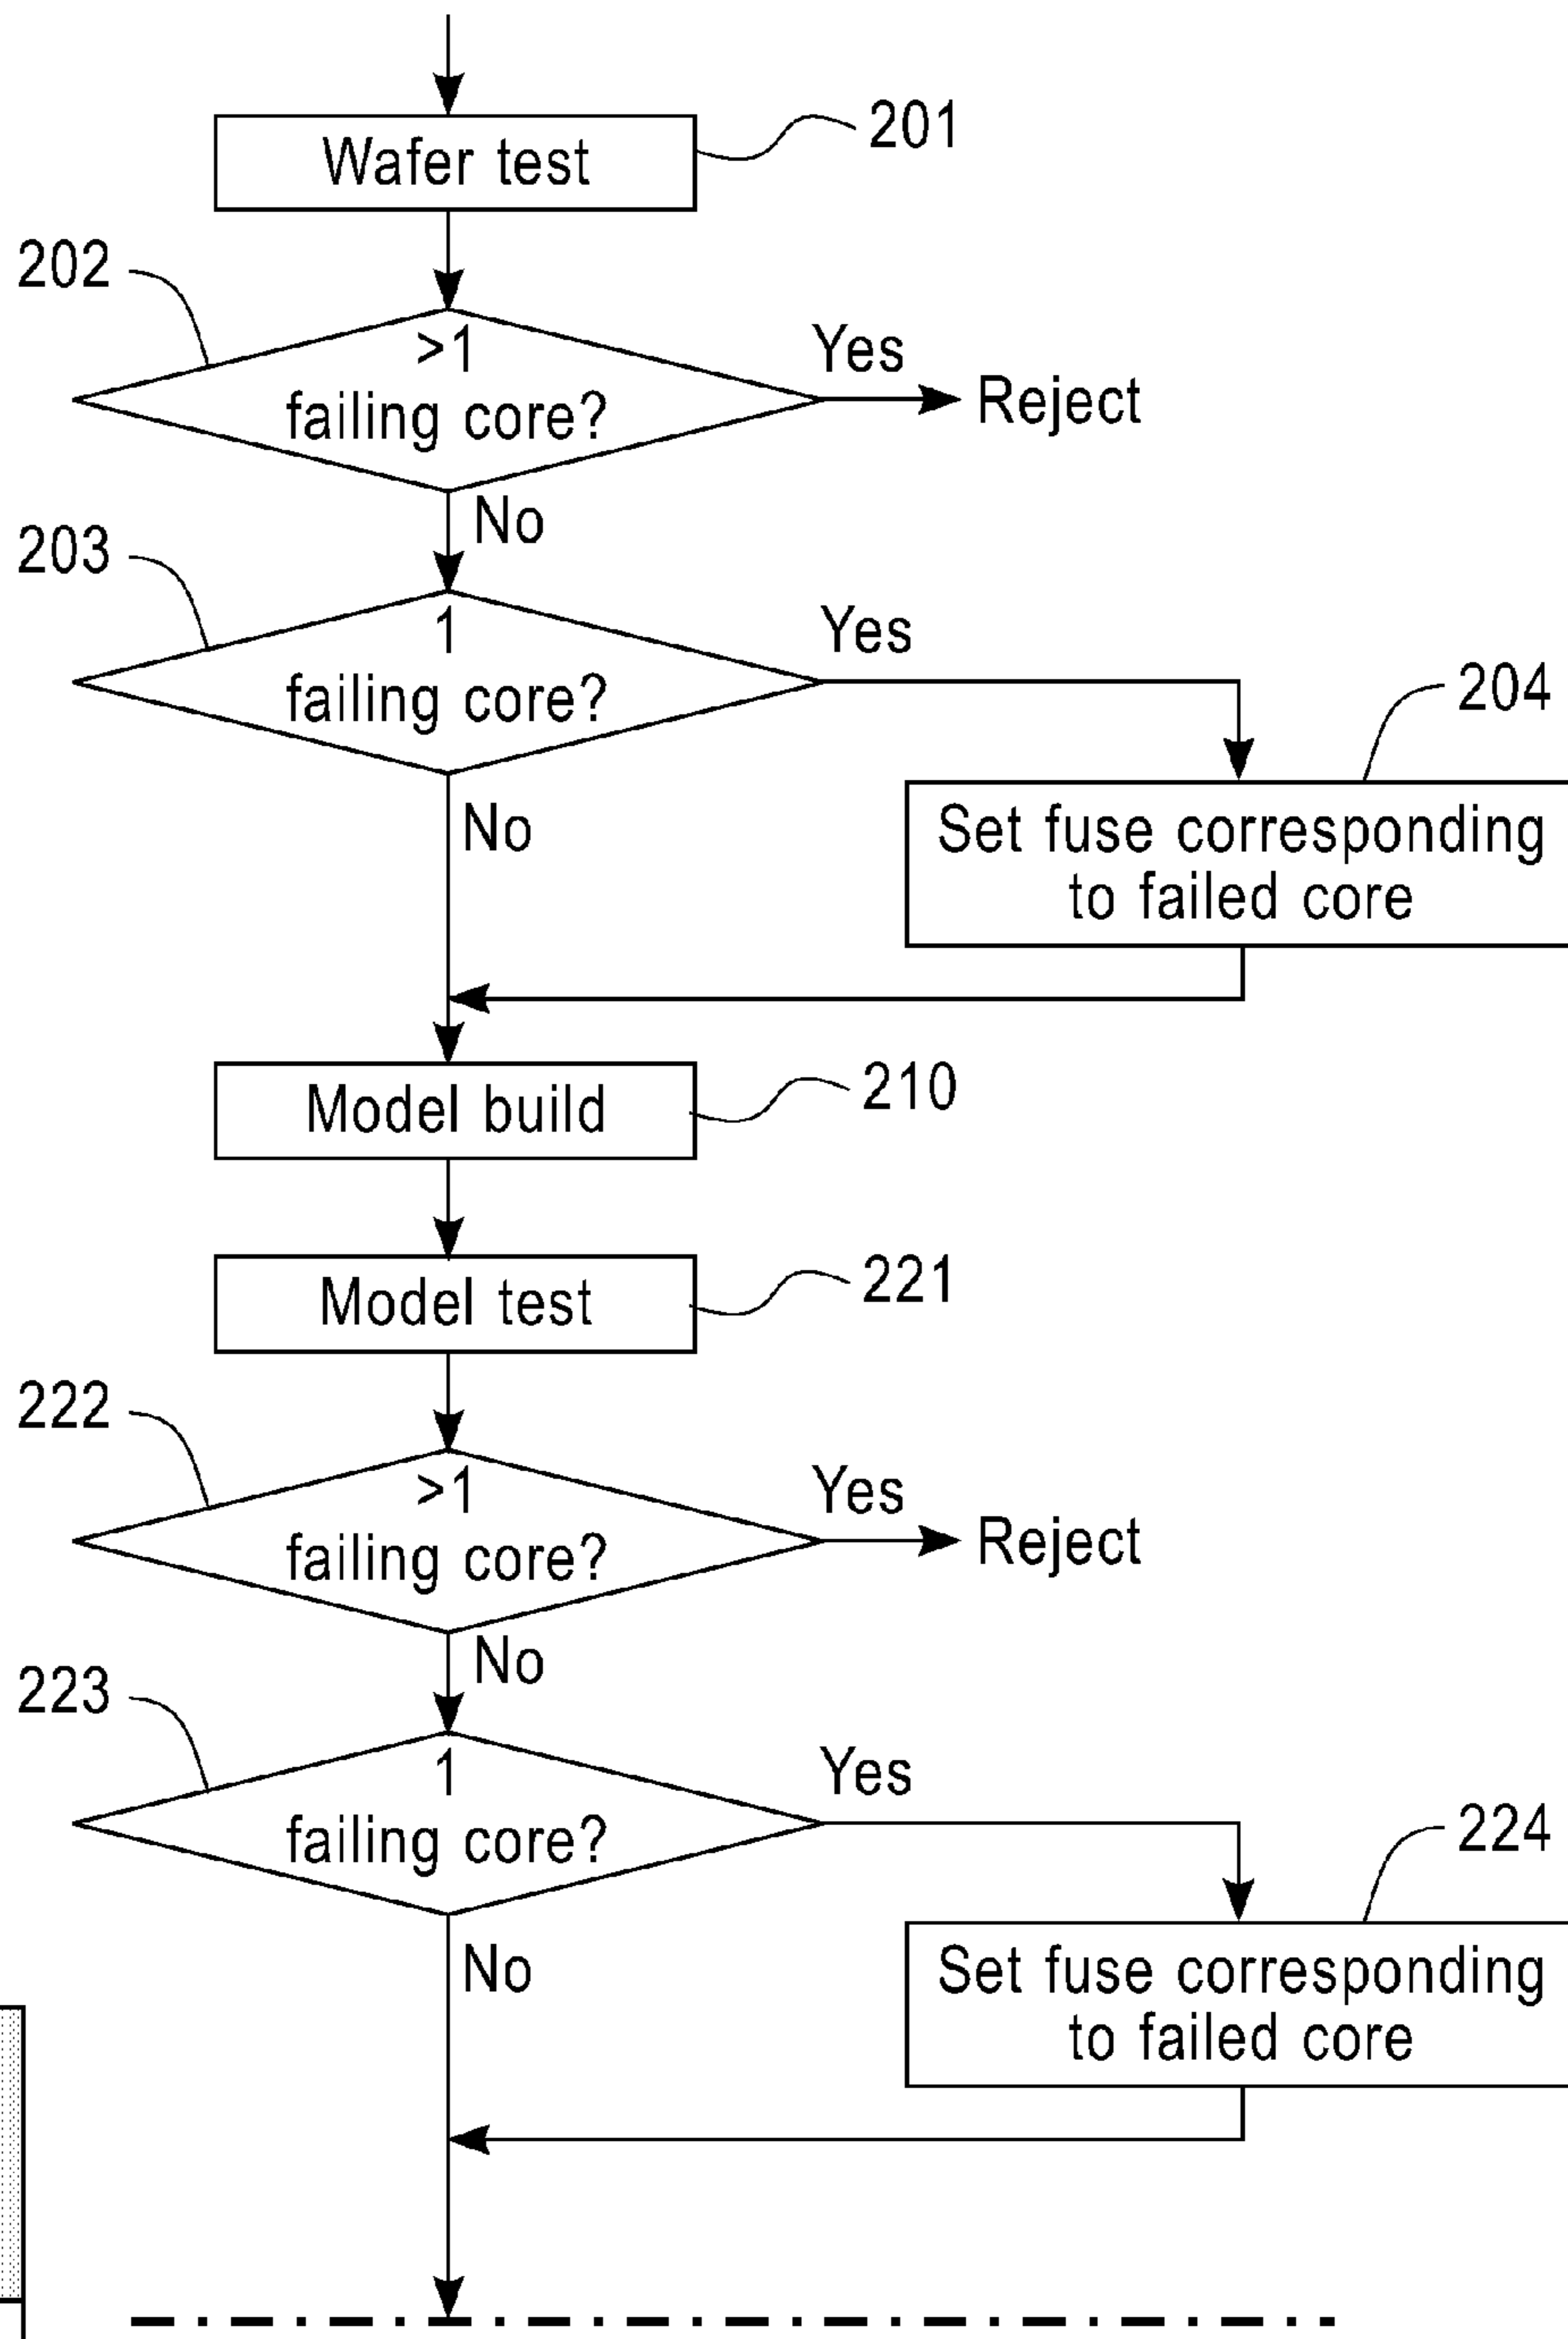 Wafer test
201
202
>1
failing core?
Yes
Reject
No
203
1
failing core?
Yes
204
Set fuse corresponding
to failed core
No
Model build
210
Model test
221
222
>1
failing core?
Yes
Reject
No
223
1
failing core?
Yes
224
Set fuse corresponding
to failed core
No